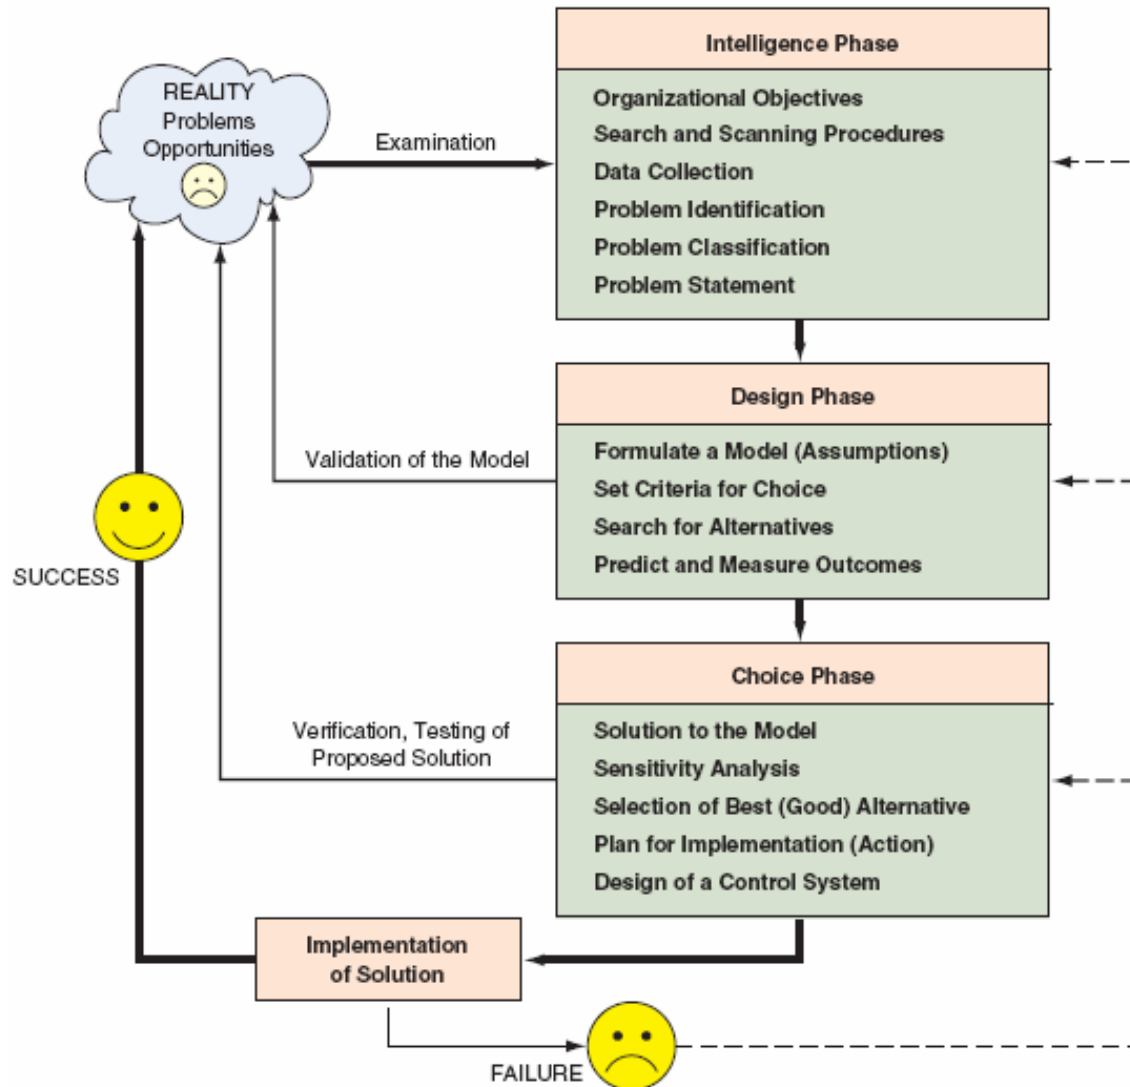 REALITY
Problems
Opportunities
Examination
Intelligence Phase
Organizational Objectives
Search and Scanning Procedures
Data Collection
Problem Identification
Problem Classification
Problem Statement
Design Phase
Formulate a Model (Assumptions)
Set Criteria for Choice
Search for Alternatives
Predict and Measure Outcomes
Validation of the Model
SUCCESS
Choice Phase
Solution to the Model
Sensitivity Analysis
Selection of Best (Good) Alternative
Plan for Implementation (Action)
Design of a Control System
Verification, Testing of
Proposed Solution
Implementation
of Solution
FAILURE